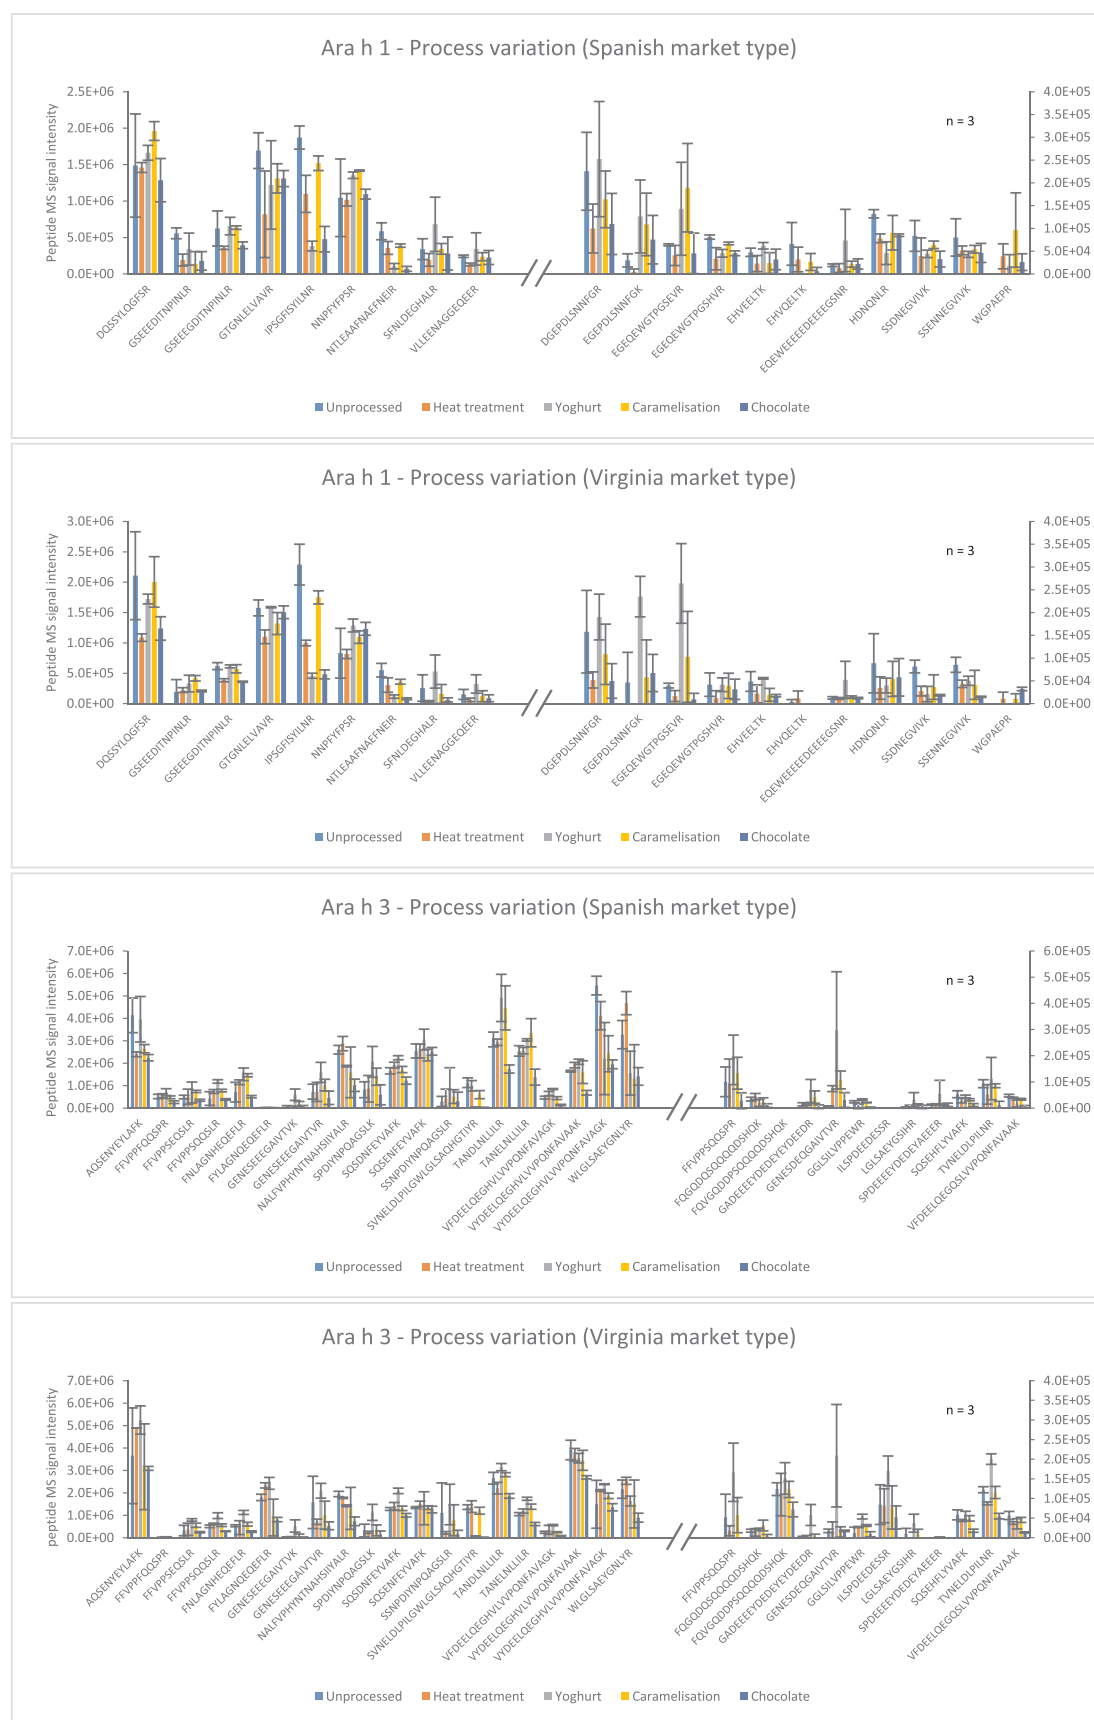 Ara h 1 - Process variation (Spanish market type)
Peptide MS signal intensity
2.5E+06
2.0E+06
1.5E+06
1.0E+06
5.0E+05
0.0E+00
4.0E+05
3.5E+05
3.0E+05
2.5E+05
2.0E+05
1.5E+05
1.0E+05
5.0E+04
0.0E+00
n = 3
DQSSYLQGFSR
GSEEEDITNPINLR
GSEEEGDITNPINLR
GTGNLELVAVR
IPSGFISYILNR
NNPFYFPSR
NTLEAAFNAEFNEIR
SFNLDEGHALR
VLLEENAGGEQEER
DGEPDLSNNFGR
EGEPDLSNNFGK
EGEQEWGTPGSEVR
EGEQEWGTPGSHVR
EHVEELTK
EHVQELTK
EQEWEEEEEDEEEEGSNR
HDNQNLR
SSDNEGVIVK
SSENNEGVIVK
WGPAEPR
Unprocessed Heat treatment Yoghurt Caramelisation Chocolate
Ara h 1 - Process variation (Virginia market type)
Peptide MS signal intensity
3.0E+06
2.5E+06
2.0E+06
1.5E+06
1.0E+06
5.0E+05
0.0E+00
4.0E+05
3.5E+05
3.0E+05
2.5E+05
2.0E+05
1.5E+05
1.0E+05
5.0E+04
0.0E+00
n = 3
DQSSYLQGFSR
GSEEEDITNPINLR
GSEEEGDITNPINLR
GTGNLELVAVR
IPSGFISYILNR
NNPFYFPSR
NTLEAAFNAEFNEIR
SFNLDEGHALR
VLLEENAGGEQEER
DGEPDLSNNFGR
EGEPDLSNNFGK
EGEQEWGTPGSEVR
EGEQEWGTPGSHVR
EHVEELTK
EHVQELTK
EQEWEEEEEDEEEEGSNR
HDNQNLR
SSDNEGVIVK
SSENNEGVIVK
WGPAEPR
Unprocessed Heat treatment Yoghurt Caramelisation Chocolate
Ara h 3 - Process variation (Spanish market type)
Peptide MS signal intensity
7.0E+06
6.0E+06
5.0E+06
4.0E+06
3.0E+06
2.0E+06
1.0E+06
0.0E+00
6.0E+05
5.0E+05
4.0E+05
3.0E+05
2.0E+05
1.0E+05
0.0E+00
n = 3
AQSENYEYLAFK
FFVPPFQQSPR
FFVPPSEQSLR
FFVPPSQQSLR
FNLAGNHEQEFLR
FYLAGNQEQEFLR
GENESEEEGAIVTVK
GENESEEEGAIVTVR
NALFVPHYNTNAHSIIYALR
SPDIYNPQAGSLK
SQSDNFEYVAFK
SQSENFEYVAFK
SSNPDIYNPQAGSLR
SVNELDLPILGWLGLSAQHGTIYR
TANDLNLLILR
TANELNLLILR
VFDEELQEGHVLVVPQNFAVAGK
VYDEELQEGHVLVVPQNFAVAAK
VYDEELQEGHVLVVPQNFAVAGK
WLGLSAEYGNLYR
FFVPPSQQSPR
FQGQDQSQQQQDSHQK
FQVGQDDPSQQQQDSHQK
GADEEEEYDEDEYEYDEEDR
GENESDEQGAIVTVR
GGLSILVPPEWR
ILSPDEDESSR
LGLSAEYGSIHR
SPDEEEEYDEDEYAEEER
SQSEHFLYVAFK
TVNELDLPILNR
VFDEELQEGQSLVVPQNFAVAAK
Unprocessed Heat treatment Yoghurt Caramelisation Chocolate
Ara h 3 - Process variation (Virginia market type)
Peptide MS signal intensity
7.0E+06
6.0E+06
5.0E+06
4.0E+06
3.0E+06
2.0E+06
1.0E+06
0.0E+00
4.0E+05
3.5E+05
3.0E+05
2.5E+05
2.0E+05
1.5E+05
1.0E+05
5.0E+04
0.0E+00
n = 3
AQSENYEYLAFK
FFVPPFQQSPR
FFVPPSEQSLR
FFVPPSQQSLR
FNLAGNHEQEFLR
FYLAGNQEQEFLR
GENESEEEGAIVTVK
GENESEEEGAIVTVR
NALFVPHYNTNAHSIIYALR
SPDIYNPQAGSLK
SQSDNFEYVAFK
SQSENFEYVAFK
SSNPDIYNPQAGSLR
SVNELDLPILGWLGLSAQHGTIYR
TANDLNLLILR
TANELNLLILR
VFDEELQEGHVLVVPQNFAVAGK
VYDEELQEGHVLVVPQNFAVAAK
VYDEELQEGHVLVVPQNFAVAGK
WLGLSAEYGNLYR
FFVPPSQQSPR
FQGQDQSQQQQDSHQK
FQVGQDDPSQQQQDSHQK
GADEEEEYDEDEYEYDEEDR
GENESDEQGAIVTVR
GGLSILVPPEWR
ILSPDEDESSR
LGLSAEYGSIHR
SPDEEEEYDEDEYAEEER
SQSEHFLYVAFK
TVNELDLPILNR
VFDEELQEGQSLVVPQNFAVAAK
Unprocessed Heat treatment Yoghurt Caramelisation Chocolate